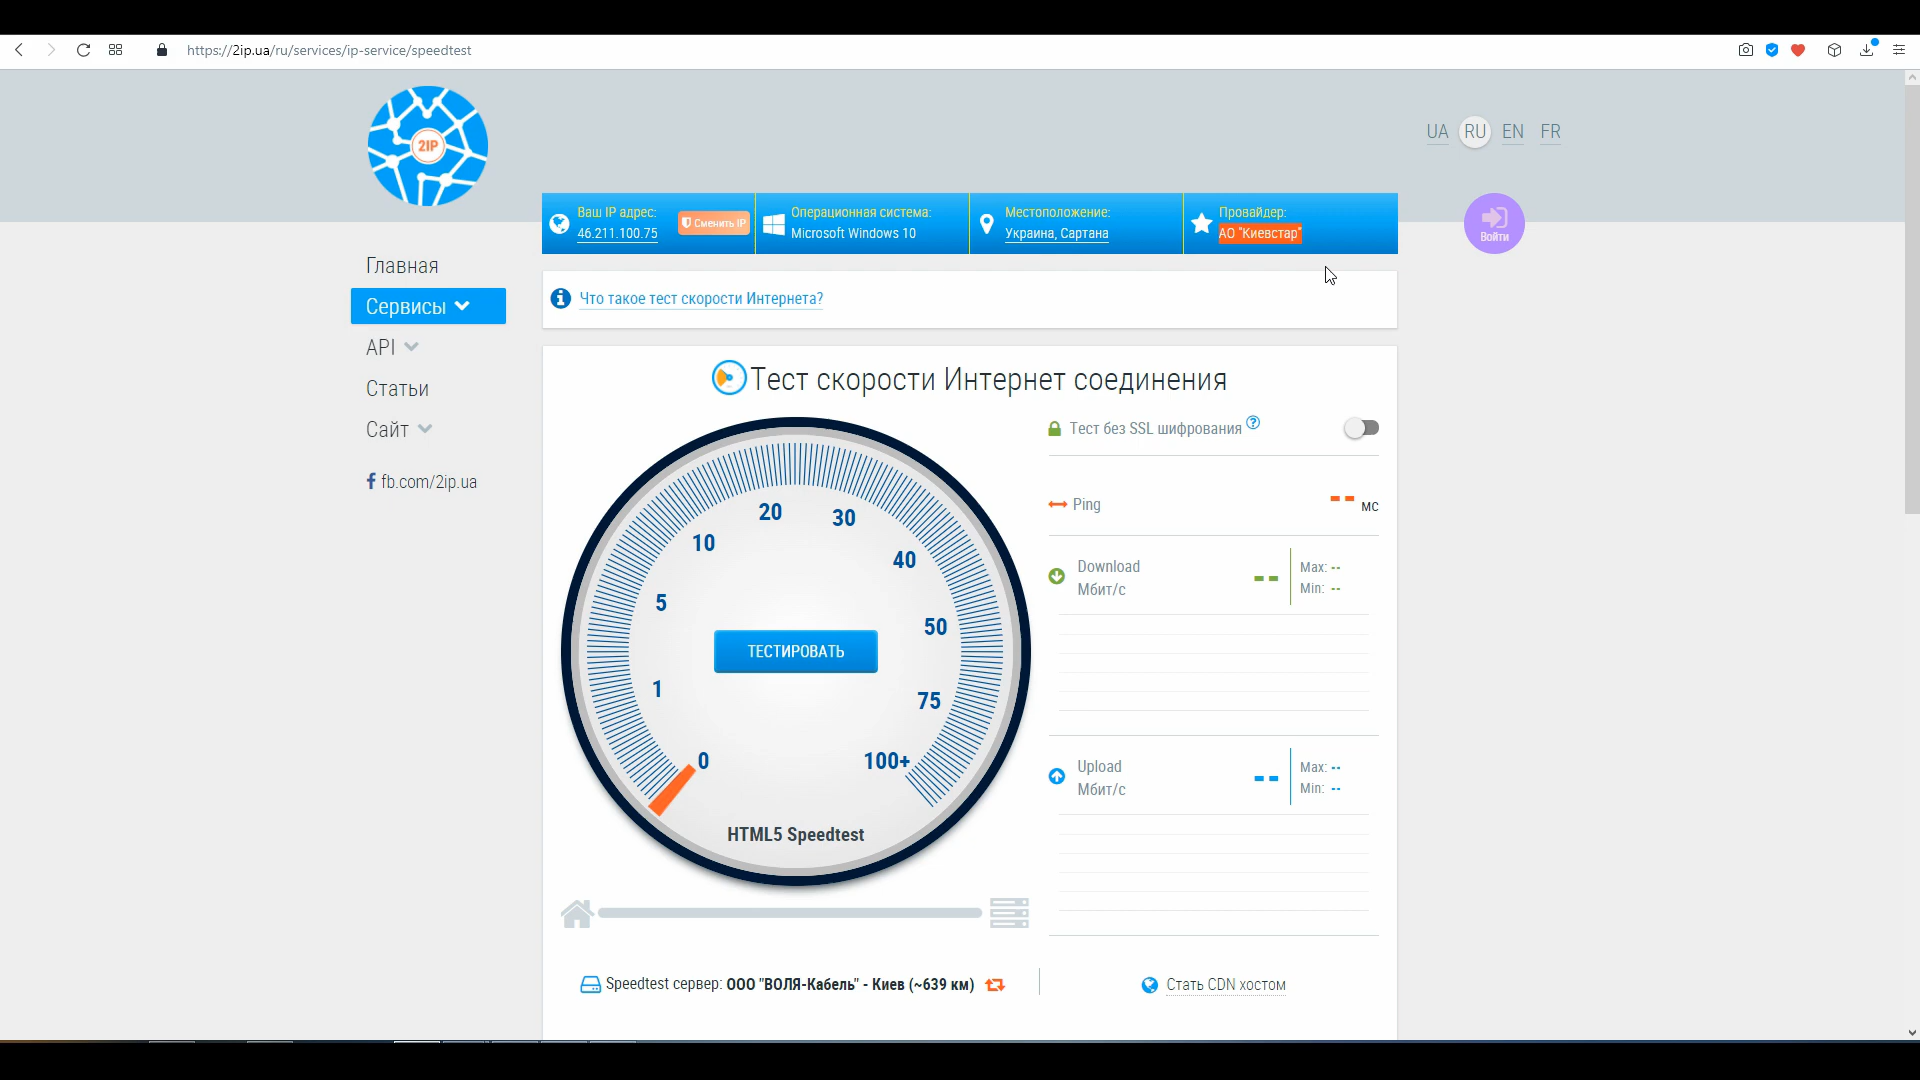 https://2ip.ua/ru/services/ip-service/speedtest
2IP
UA RU EN FR
Ваш IP адрес:
46.211.100.75
Сменить IP
Операционная система:
Microsoft Windows 10
Местоположение:
Украина, Сартана
Провайдер:
АО "Киевстар"
Войти
Главная
Сервисы
API
Статьи
Сайт
fb.com/2ip.ua
Что такое тест скорости Интернета?
Тест скорости Интернет соединения
0
1
5
10
20
30
40
50
75
100+
ТЕСТИРОВАТЬ
HTML5 Speedtest
Тест без SSL шифрования ?
Ping -- мс
Download
Мбит/с
--
Max: --
Min: --
Upload
Мбит/с
--
Max: --
Min: --
Speedtest сервер: ООО "ВОЛЯ-Кабель" - Киев (~639 км)
Стать CDN хостом